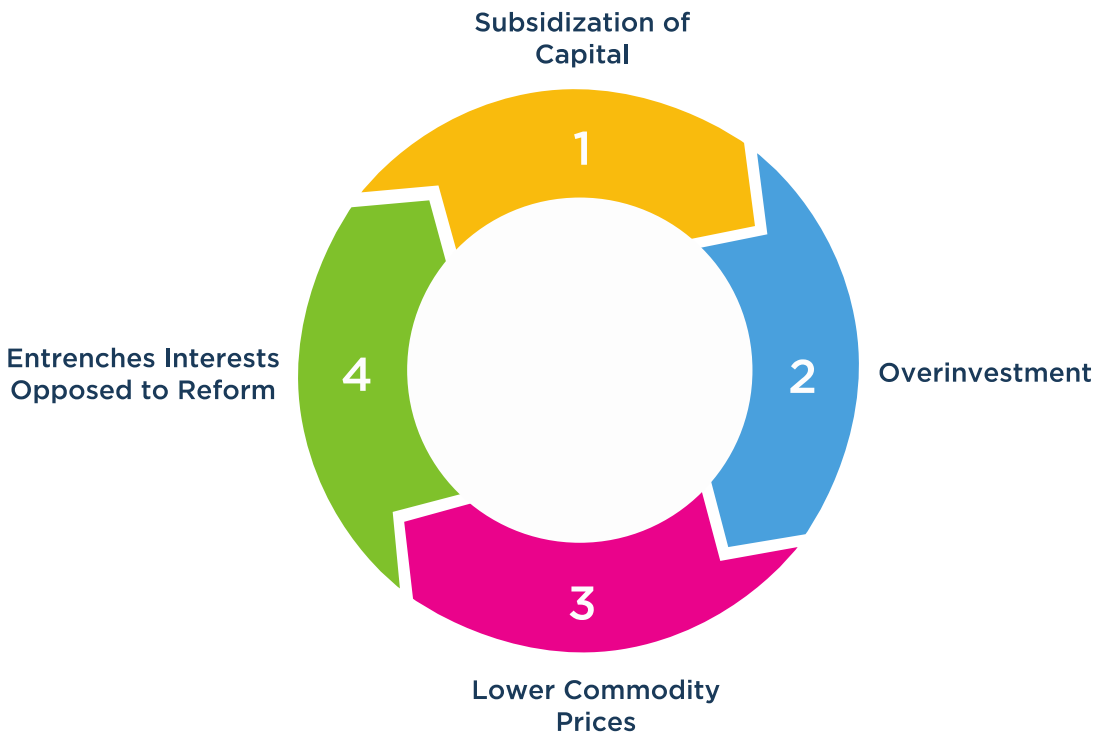 Subsidization of
Capital
1
2
Overinvestment
3
Lower Commodity
Prices
4
Entrenches Interests
Opposed to Reform